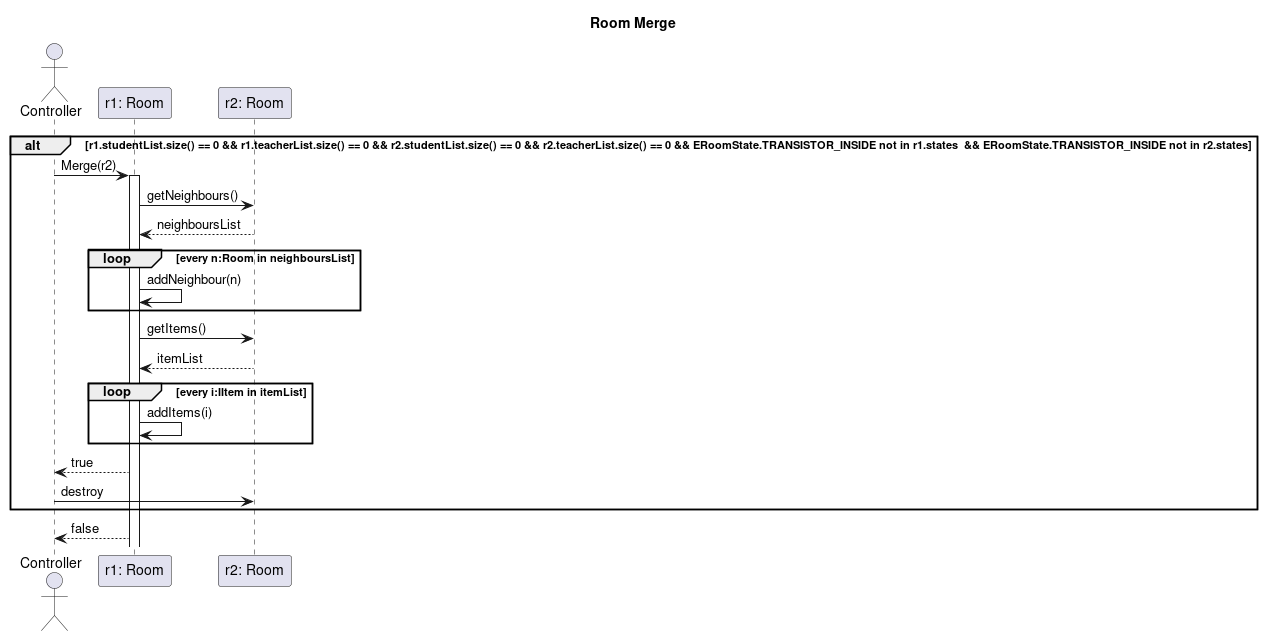 Room Merge
Controller
r1: Room
r2: Room
alt
[r1.studentList.size() == 0 && r1.teacherList.size() == 0 && r2.studentList.size() == 0 && r2.teacherList.size() == 0 && ERoomState.TRANSISTOR_INSIDE not in r1.states  && ERoomState.TRANSISTOR_INSIDE not in r2.states]
Merge(r2)
getNeighbours()
neighboursList
loop
[every n:Room in neighboursList]
addNeighbour(n)
getItems()
itemList
loop
[every i:IItem in itemList]
addItems(i)
true
destroy
false
Controller
r1: Room
r2: Room